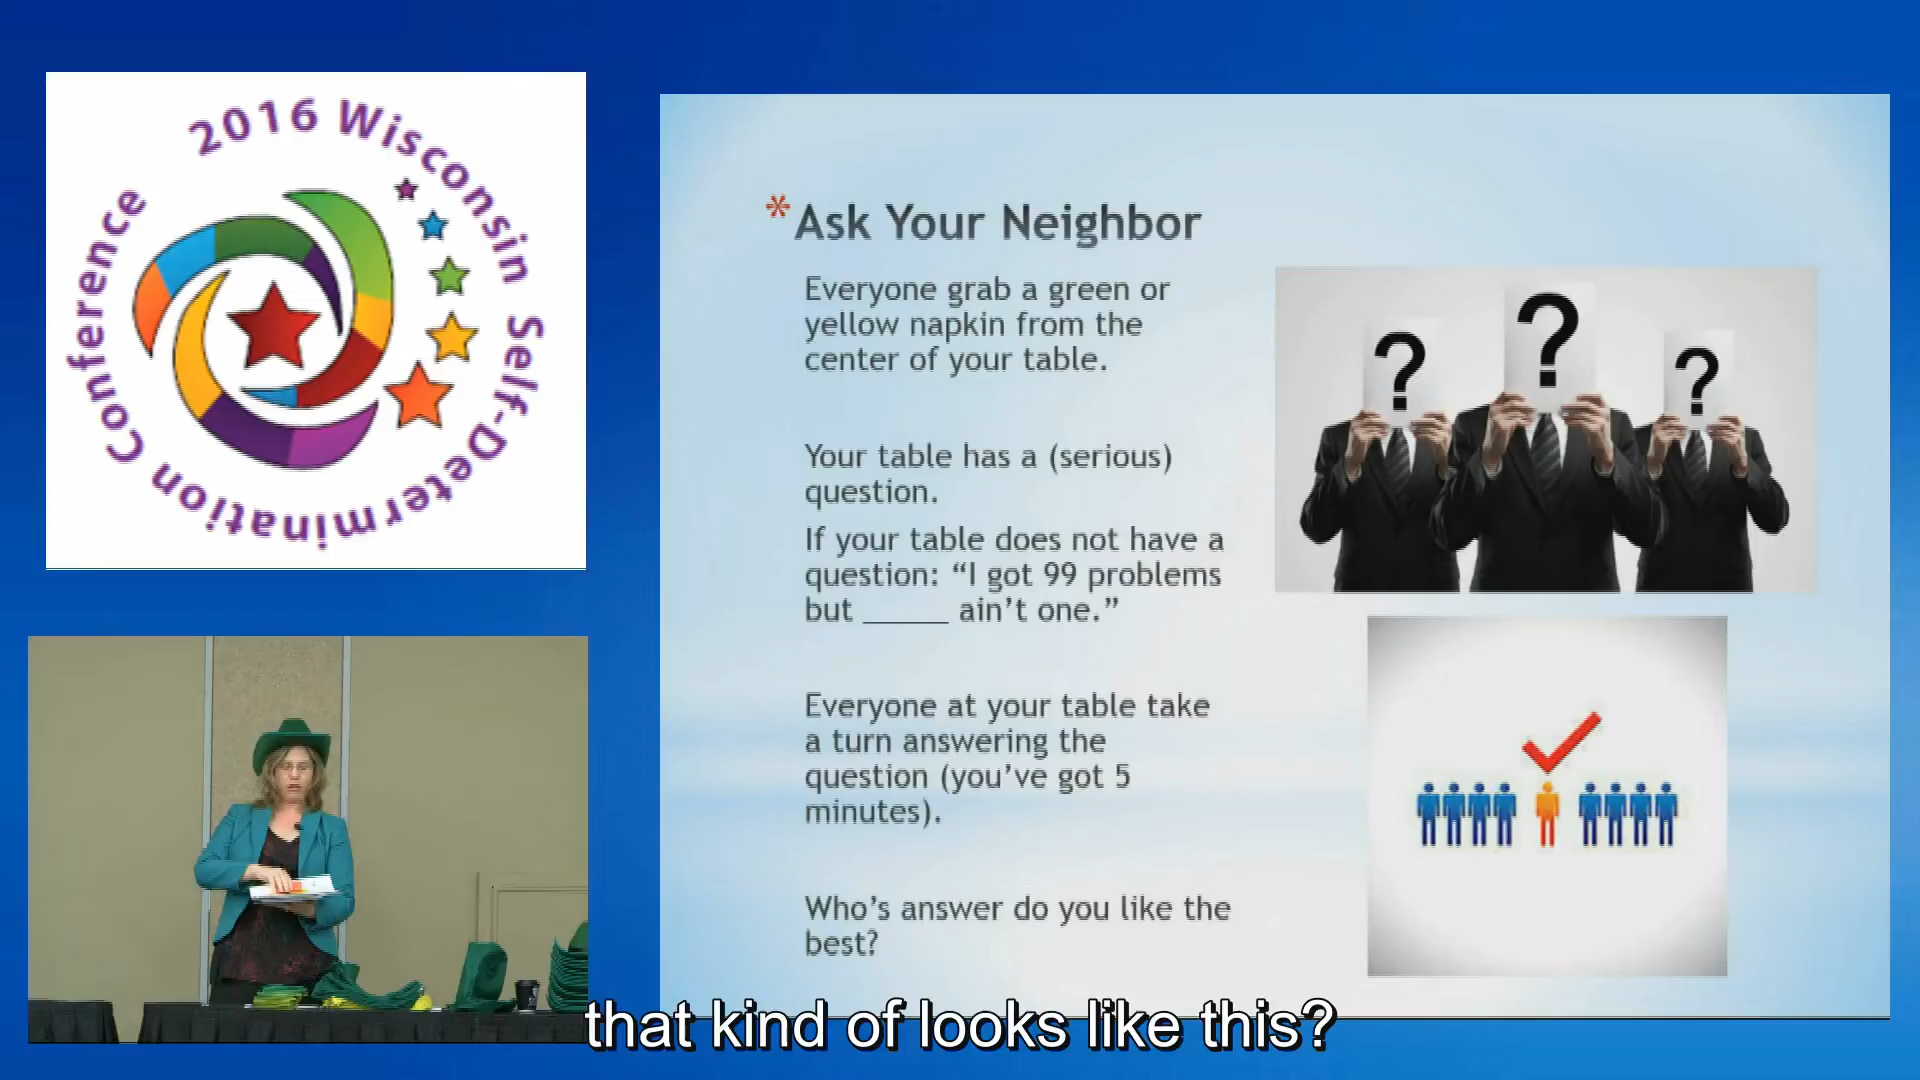 2016 Wisconsin Self-Determination Conference
*Ask Your Neighbor
Everyone grab a green or
yellow napkin from the
center of your table.
Your table has a (serious)
question.
If your table does not have a
question: “I got 99 problems
but _____ ain’t one.”
Everyone at your table take
a turn answering the
question (you’ve got 5
minutes).
Who’s answer do you like the
best?
?
?
?
that kind of looks like this?